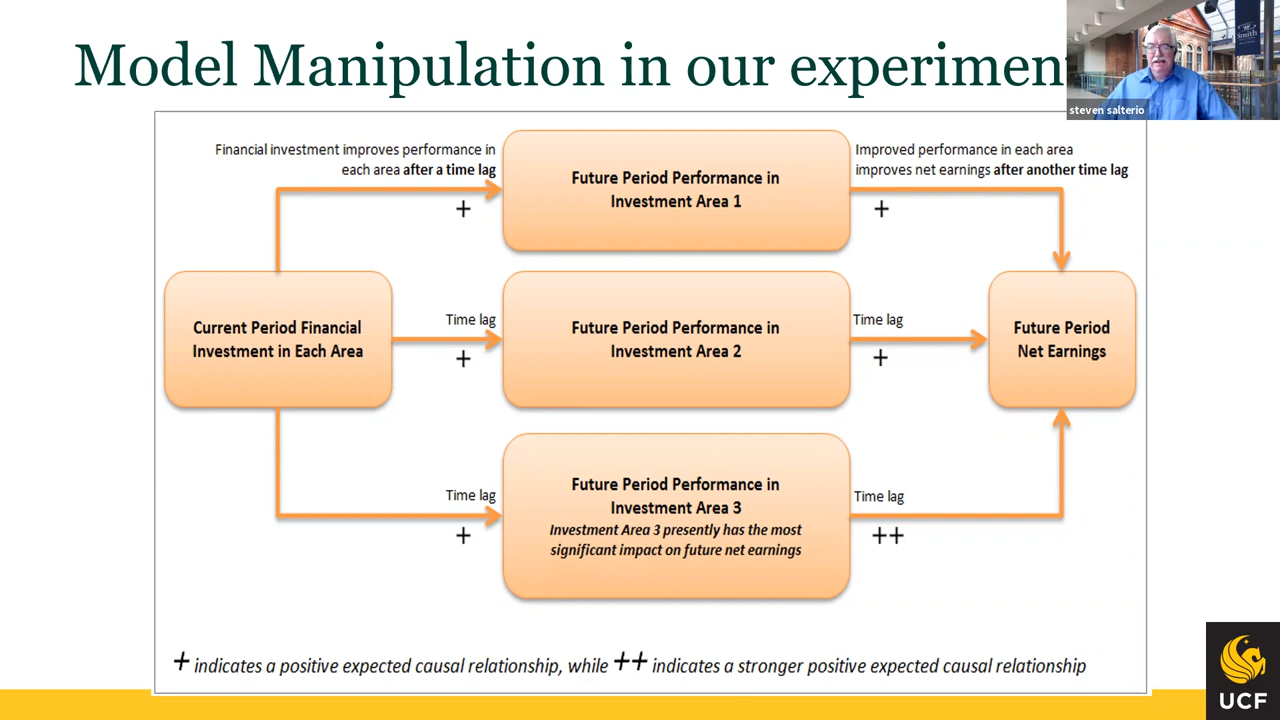 Model Manipulation in our experimen
Smith
steven salterio
Financial investment improves performance in
each area after a time lag
+
Future Period Performance in
Investment Area 1
Improved performance in each area
improves net earnings after another time lag
+
Current Period Financial
Investment in Each Area
Time lag
+
Future Period Performance in
Investment Area 2
Time lag
+
Future Period
Net Earnings
Time lag
+
Future Period Performance in
Investment Area 3
Investment Area 3 presently has the most
significant impact on future net earnings
Time lag
++
+ indicates a positive expected causal relationship, while ++ indicates a stronger positive expected causal relationship
UCF